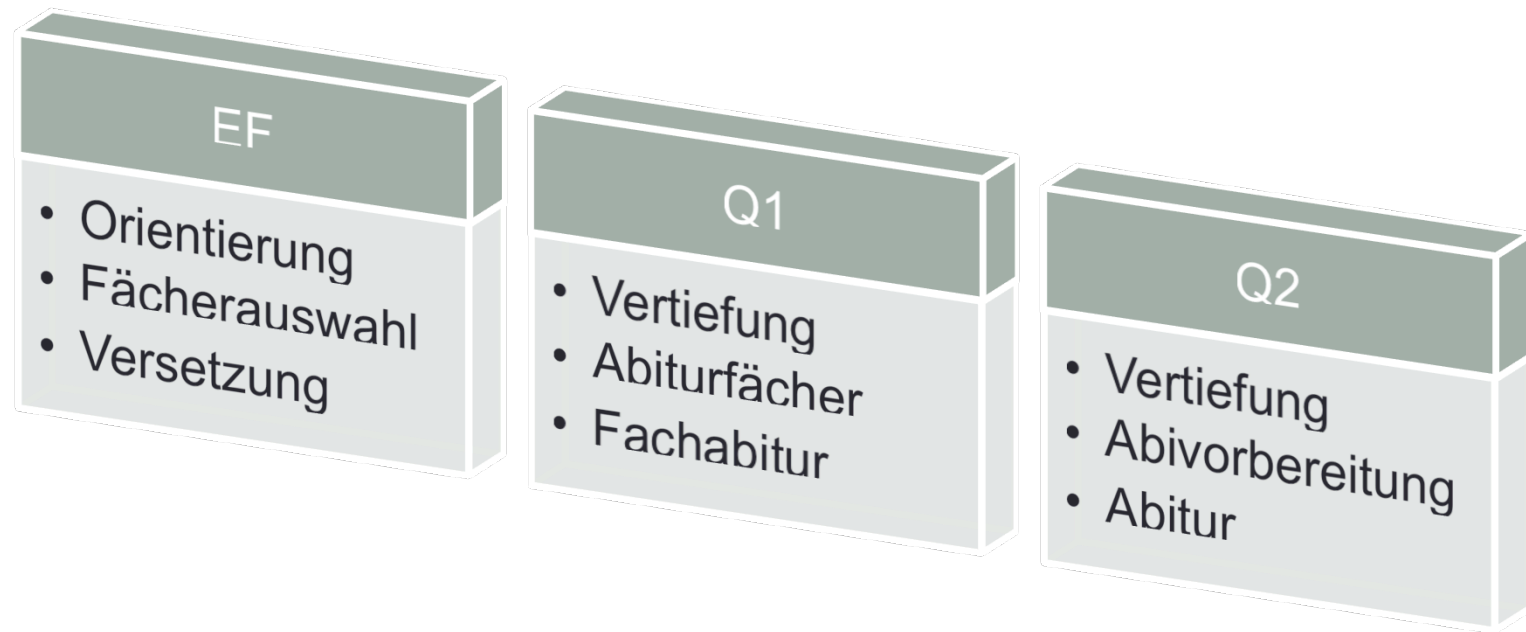 EF
• Orientierung
• Fächerauswahl
• Versetzung
Q1
• Vertiefung
• Abiturfächer
• Fachabitur
Q2
• Vertiefung
• Abivorbereitung
• Abitur